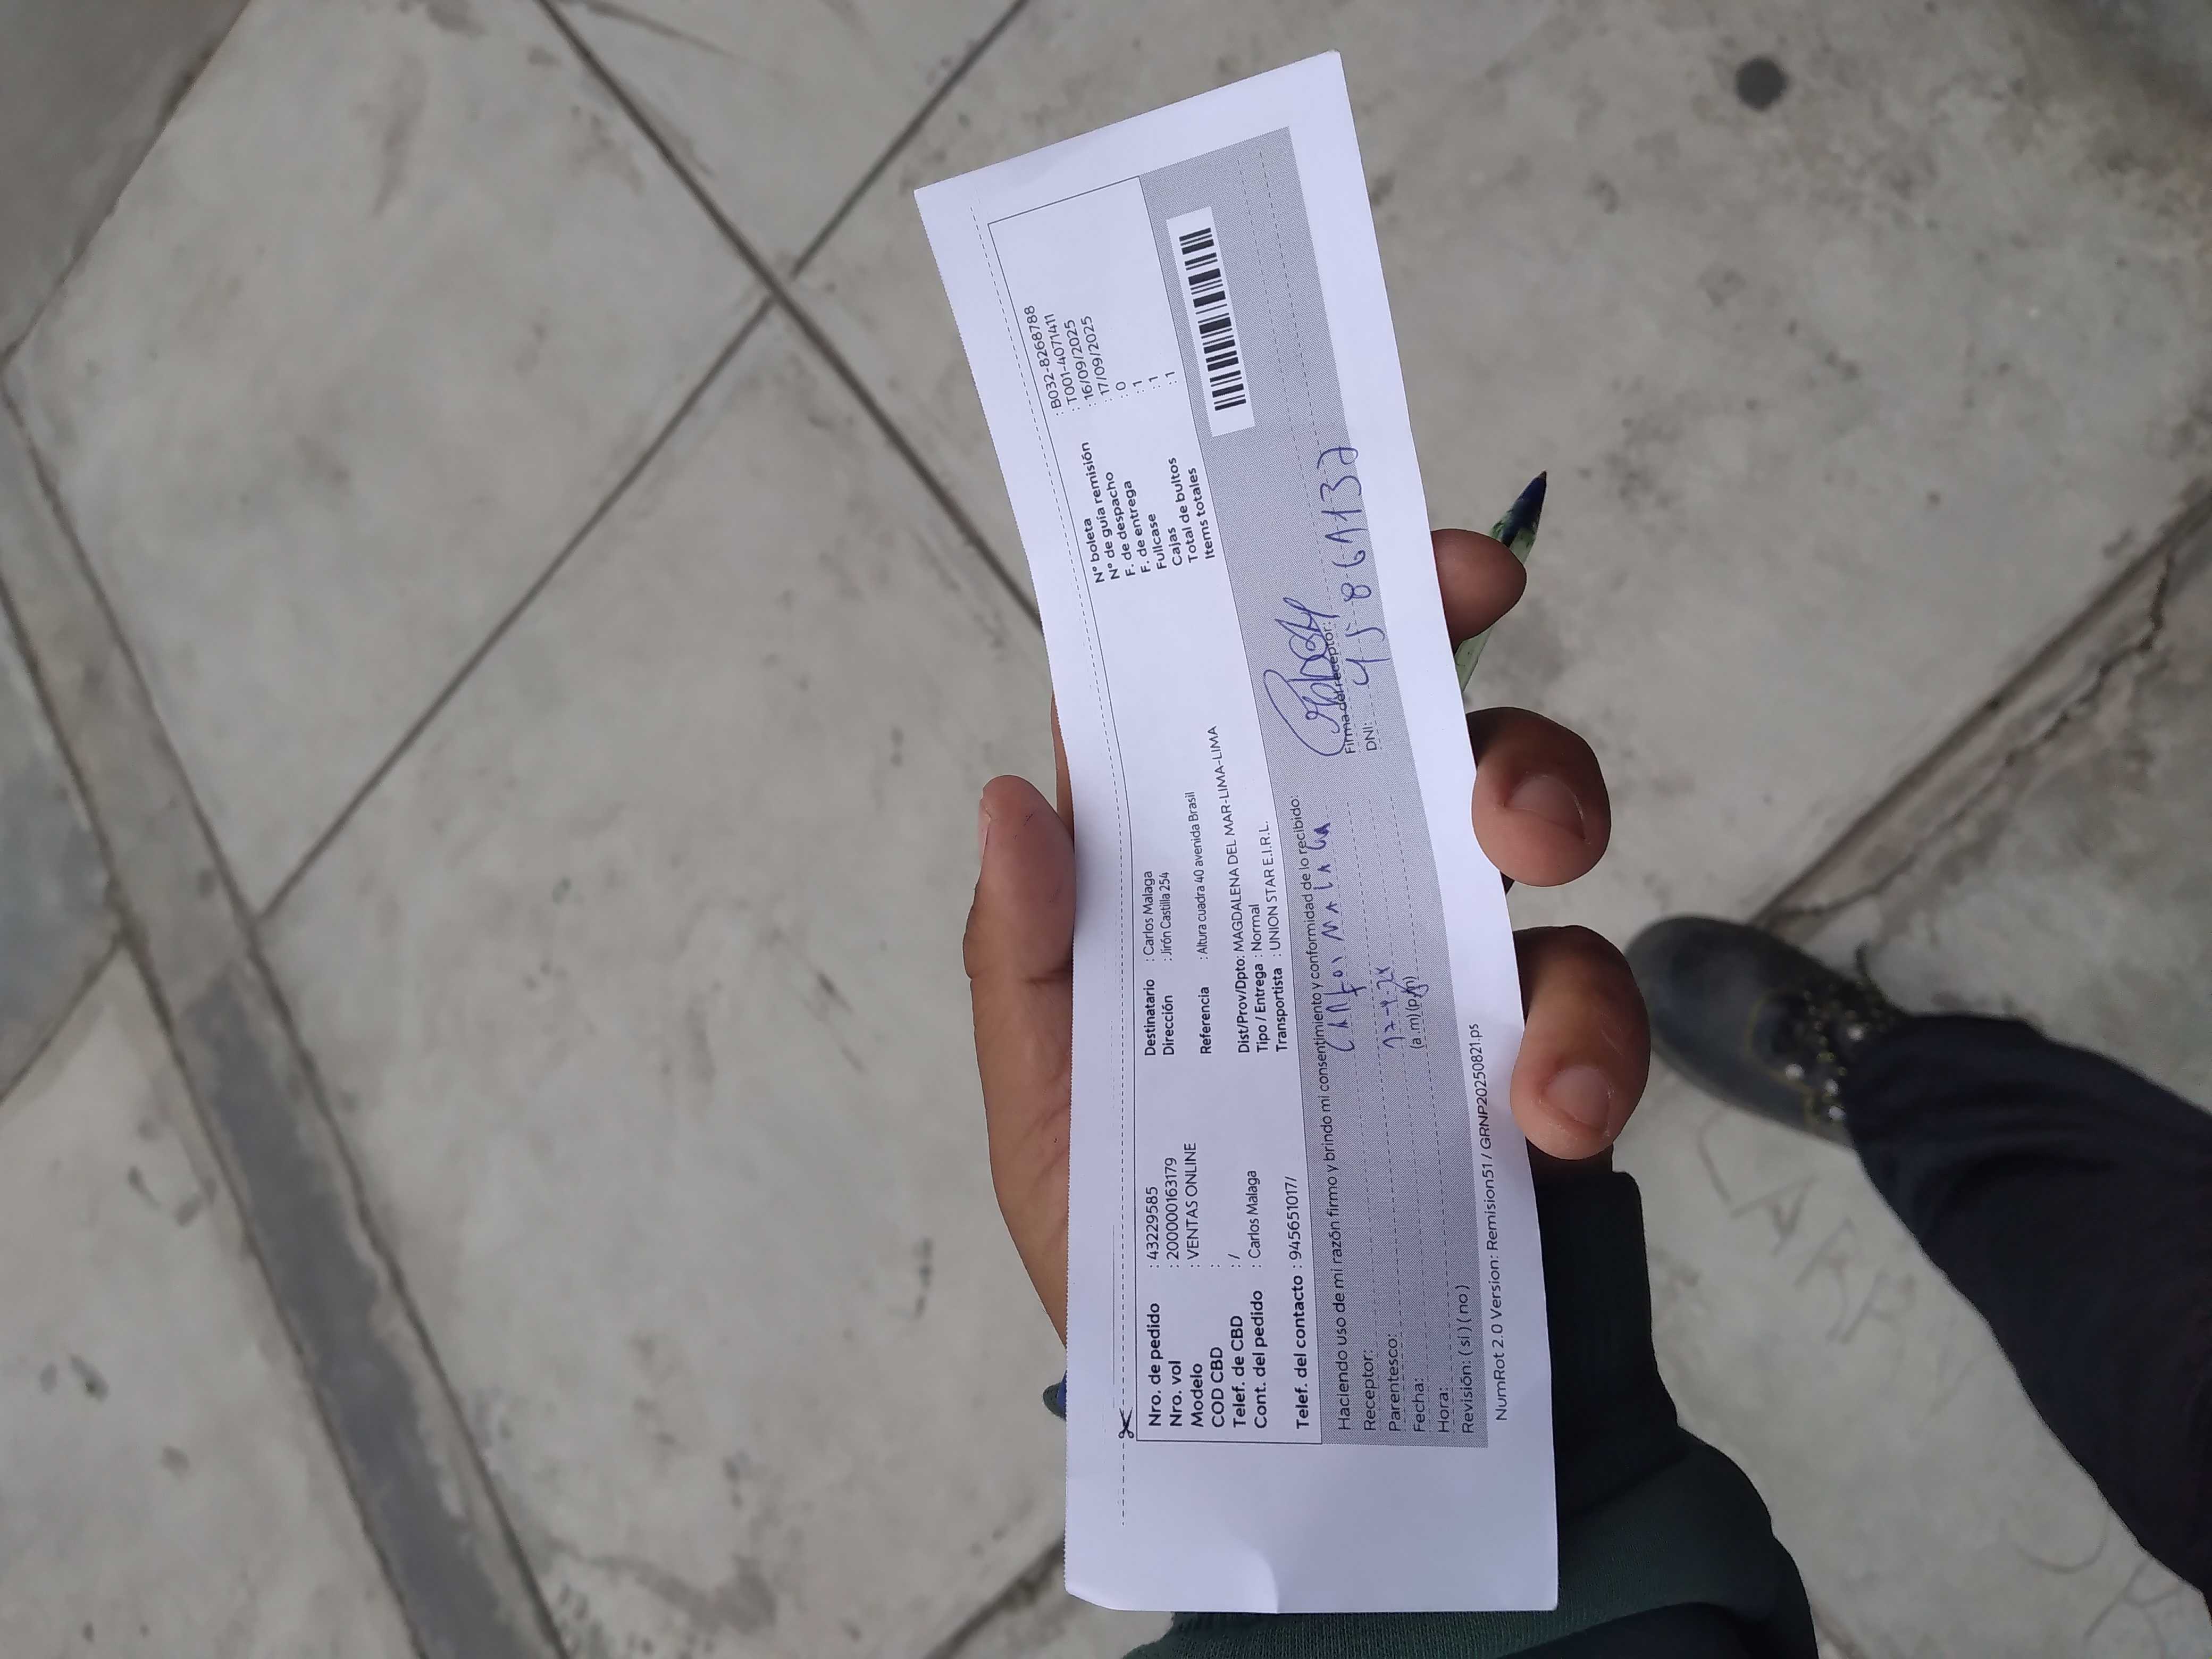 Nro. de pedido : 43229585
Nro. vol : 200000163179
Modelo : VENTAS ONLINE
COD CBD :
Telef. de CBD : /
Cont. del pedido : Carlos Malaga
Telef. del contacto : 945651017/
Destinatario : Carlos Malaga
Dirección : Jirón Castilla 254
Referencia : Altura cuadra 40 avenida Brasil
Dist/Prov/Dpto: MAGDALENA DEL MAR-LIMA-LIMA
Tipo / Entrega : Normal
Transportista : UNION STAR E.I.R.L.
N° boleta : B032-8268788
N° de guía remisión : T001-4071411
F. de despacho : 16/09/2025
F. de entrega : 17/09/2025
Fullcase : 0
Cajas : 1
Total de bultos : 1
Items totales : 1
Haciendo uso de mi razón firmo y brindo mi consentimiento y conformidad de lo recibido:
Receptor: CARLOS MALAGA
Parentesco:
Fecha:
Hora: (a.m) (p.m)
Revisión: ( si ) ( no )
Firma del receptor:
DNI: 45861132
NumRot 2.0 Version: Remision51 / GRNP20250821.ps